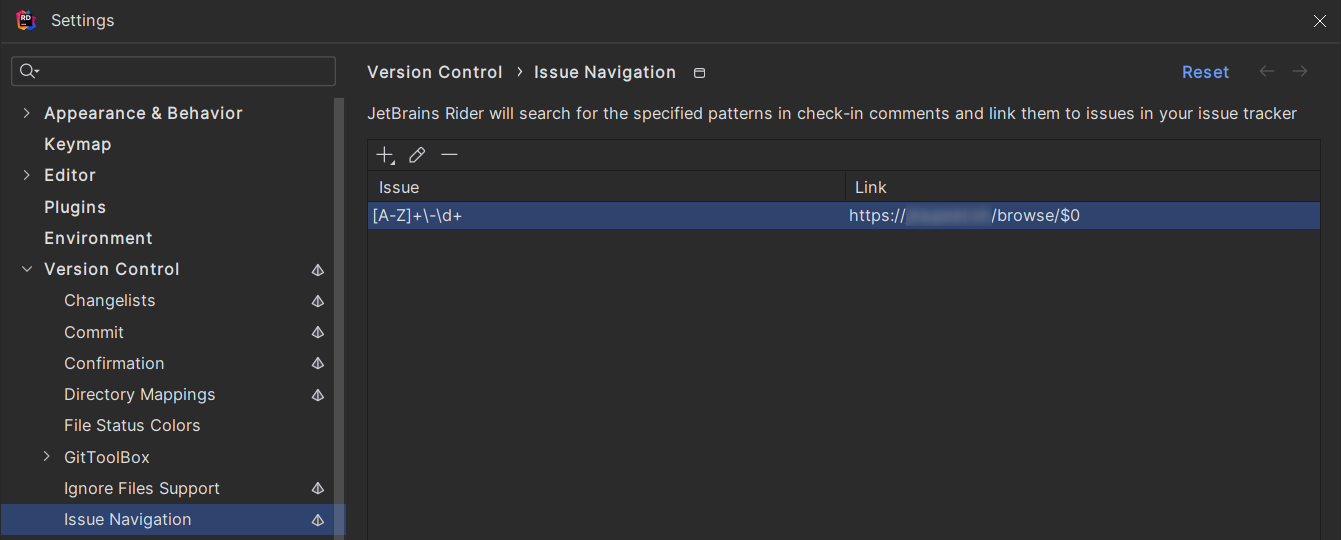 Settings
Version Control › Issue Navigation
Reset
JetBrains Rider will search for the specified patterns in check-in comments and link them to issues in your issue tracker
Appearance & Behavior
Keymap
Editor
Plugins
Environment
Version Control
Changelists
Commit
Confirmation
Directory Mappings
File Status Colors
GitToolBox
Ignore Files Support
Issue Navigation
Issue Link
[A-Z]+\-\d+ https:// /browse/$0